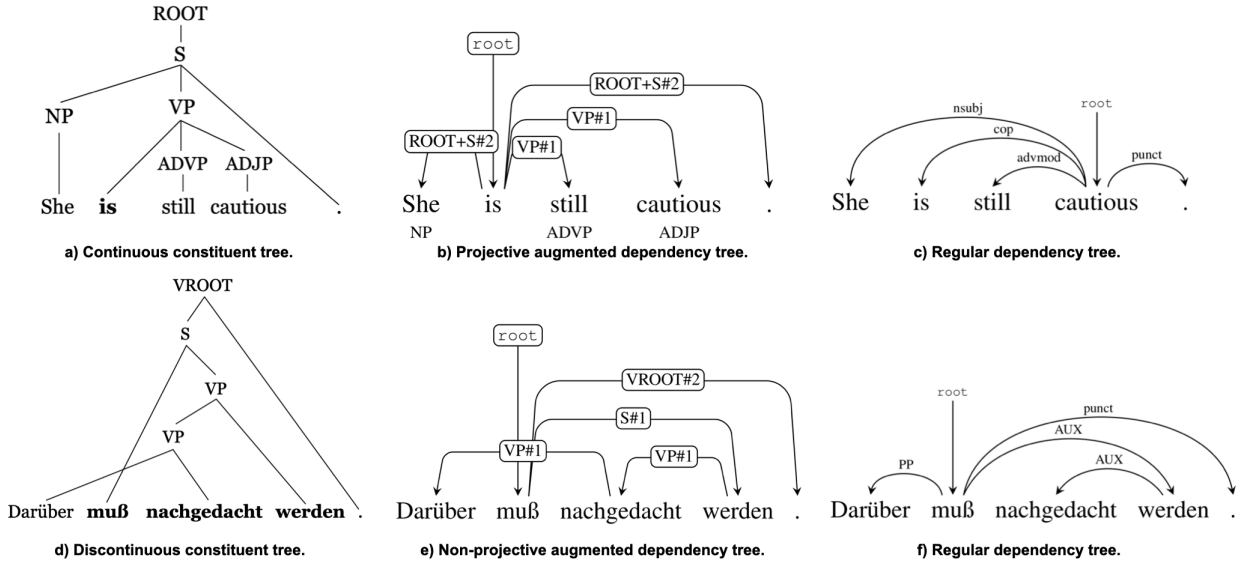 ROOT
S
NP VP
ADVP ADJP
She is still cautious .
a) Continuous constituent tree.
root
ROOT+S#2
VP#1
ROOT+S#2 VP#1
She is still cautious .
NP ADVP ADJP
b) Projective augmented dependency tree.
root
nsubj
cop
advmod punct
She is still cautious .
c) Regular dependency tree.
VROOT
S
VP
VP
Darüber muß nachgedacht werden .
d) Discontinuous constituent tree.
root
VROOT#2
S#1
VP#1 VP#1
Darüber muß nachgedacht werden .
e) Non-projective augmented dependency tree.
root
punct
AUX
PP AUX
Darüber muß nachgedacht werden .
f) Regular dependency tree.